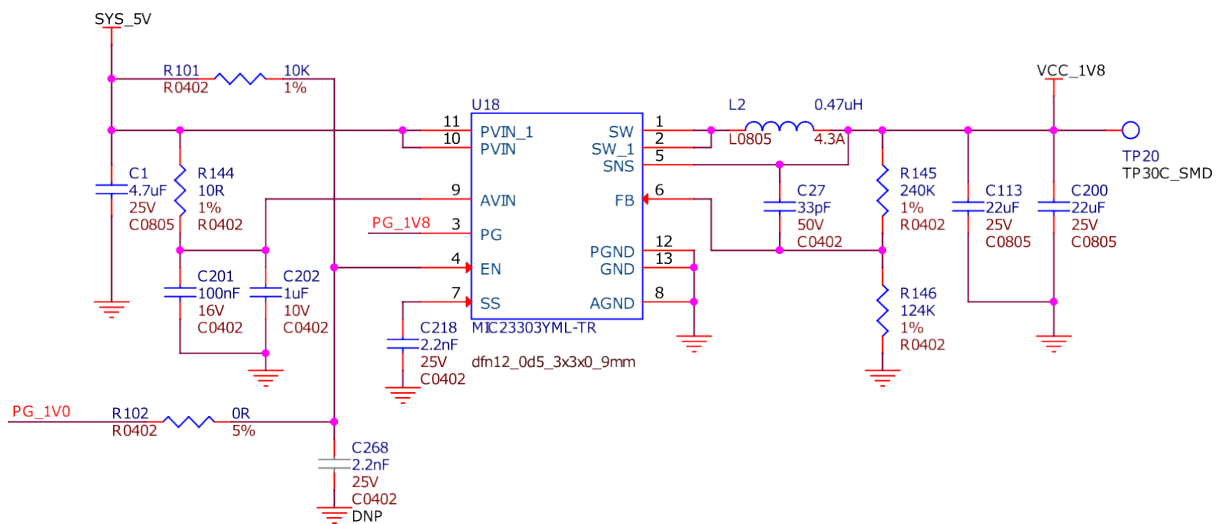 SYS_5V
R101
10K
R0402
1%
VCC_1V8
U18
L2
0.47uH
11
PVIN_1
SW
1
10
PVIN
SW_1
2
L0805
4.3A
SNS
5
TP20
TP30C_SMD
C1
4.7uF
25V
C0805
R144
10R
1%
R0402
9
AVIN
FB
6
C27
33pF
50V
C0402
R145
240K
1%
R0402
C113
22uF
25V
C0805
C200
22uF
25V
C0805
PG_1V8
3
PG
PGND
12
4
EN
GND
13
C201
100nF
16V
C0402
C202
1uF
10V
C0402
7
SS
AGND
8
R146
124K
1%
R0402
MIC23303YML-TR
C218
2.2nF
25V
C0402
dfn12_0d5_3x3x0_9mm
PG_1V0
R102
0R
R0402
5%
C268
2.2nF
25V
C0402
DNP